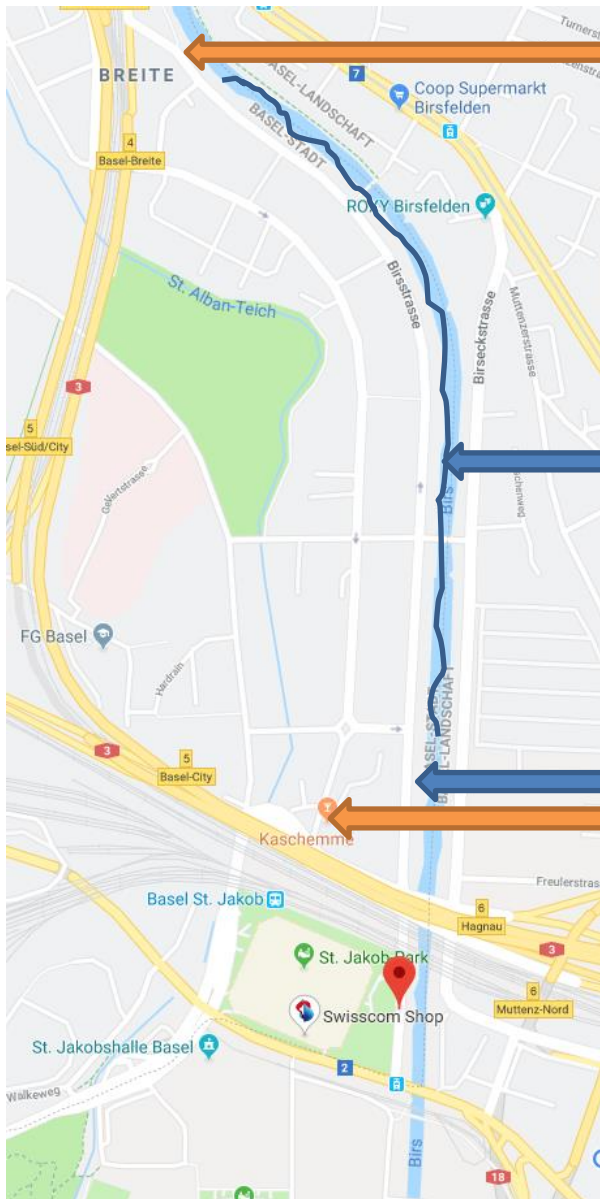 Turnerst
BREITE
7
BASEL-LANDSCHAFT
Coop Supermarkt
Birsfelden
BASEL-STADT
4
Basel-Breite
ROXY Birsfelden
St. Alban-Teich
Birsstrasse
Birseckstrasse
Muttenzerstrasse
3
5
sel-Süd/City
Gellertstrasse
Birs
FG Basel
Hardrain
BASEL-STADT
BASEL-LANDSCHAFT
3
5
Basel-City
Kaschemme
Freulerstras
Basel St. Jakob
6
Hagnau
3
St. Jakob Park
6
Muttenz-Nord
Swisscom Shop
St. Jakobshalle Basel
2
Walkeweg
Birs
18